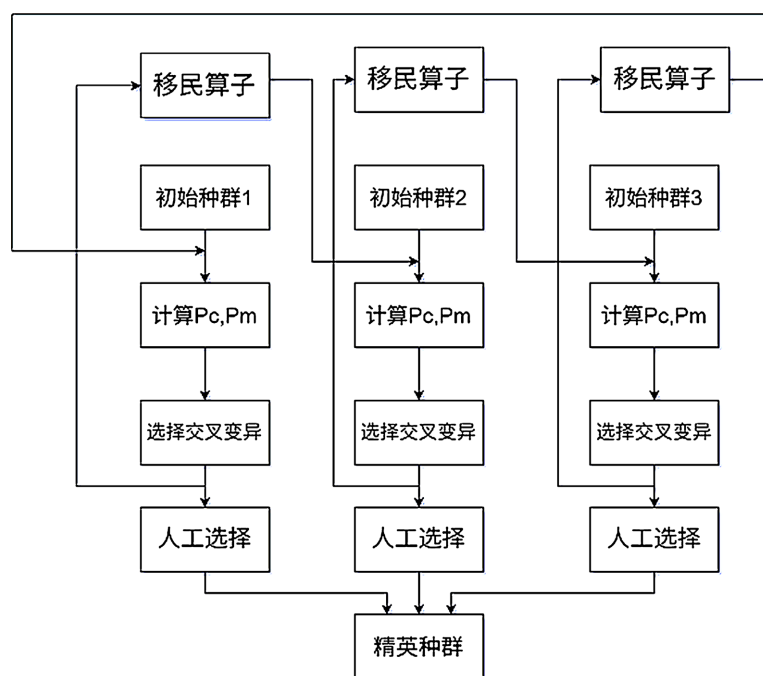 移民算子
移民算子
移民算子
初始种群1
初始种群2
初始种群3
计算Pc,Pm
计算Pc,Pm
计算Pc,Pm
选择交叉变异
选择交叉变异
选择交叉变异
人工选择
人工选择
人工选择
精英种群